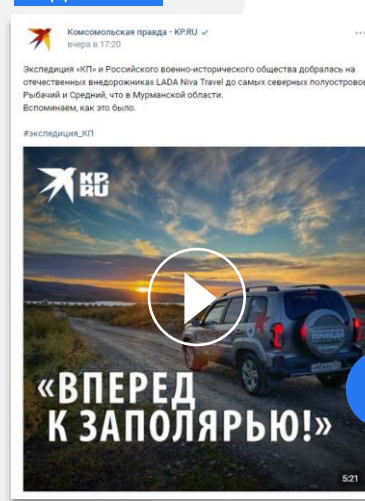 Комсомольская правда - KP.RU
вчера в 17:20
Экспедиция «КП» и Российского военно-исторического общества добралась на
отечественных внедорожниках LADA Niva Travel до самых северных полуостровов
Рыбачий и Средний, что в Мурманской области.
Вспоминаем, как это было.
#экспедиция_КП
KP.
RU
ПРАВДА
«ВПЕРЕД
К ЗАПОЛЯРЬЮ!»
5:21